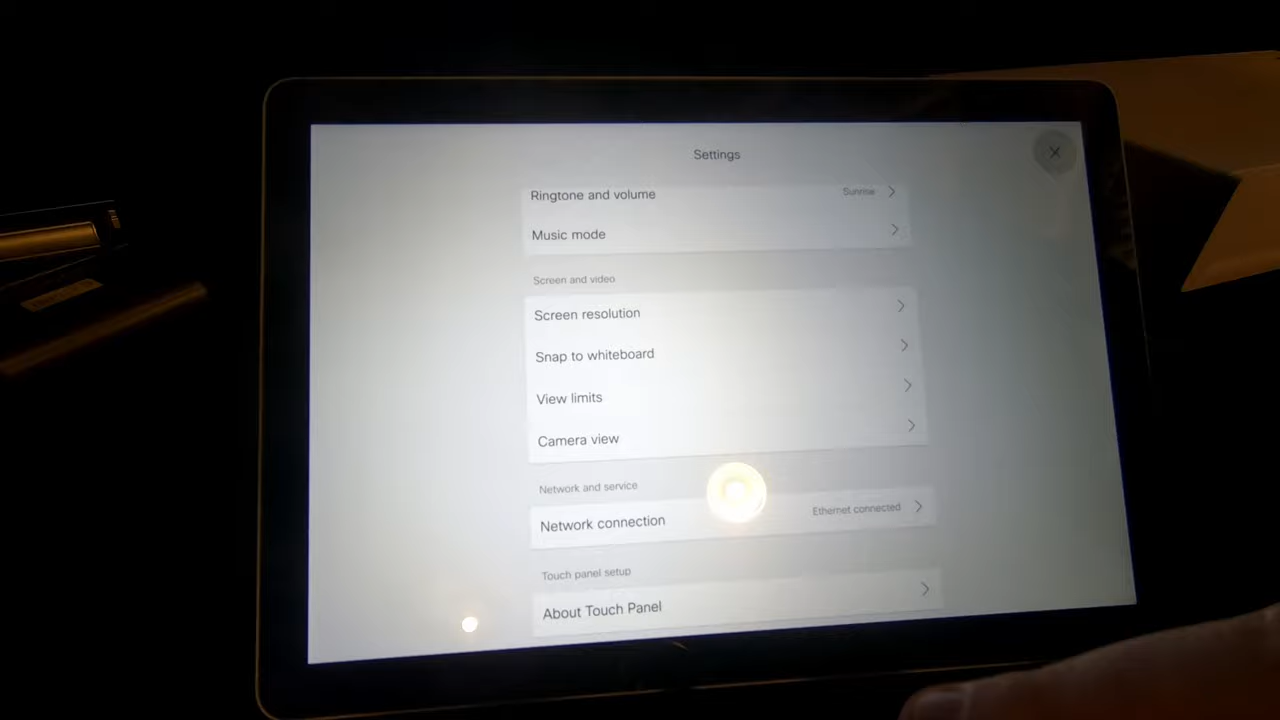 Settings
Ringtone and volume Sunrise
Music mode
Screen and video
Screen resolution
Snap to whiteboard
View limits
Camera view
Network and service
Network connection Ethernet connected
Touch panel setup
About Touch Panel